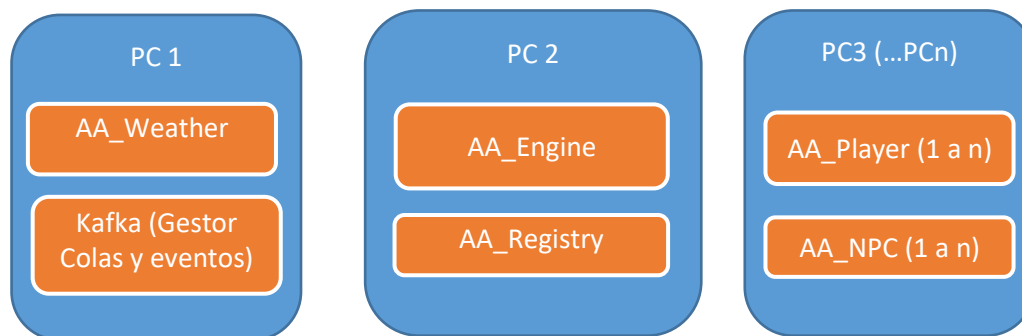 PC 1
AA_Weather
Kafka (Gestor
Colas y eventos)
PC 2
AA_Engine
AA_Registry
PC3 (...PCn)
AA_Player (1 a n)
AA_NPC (1 a n)